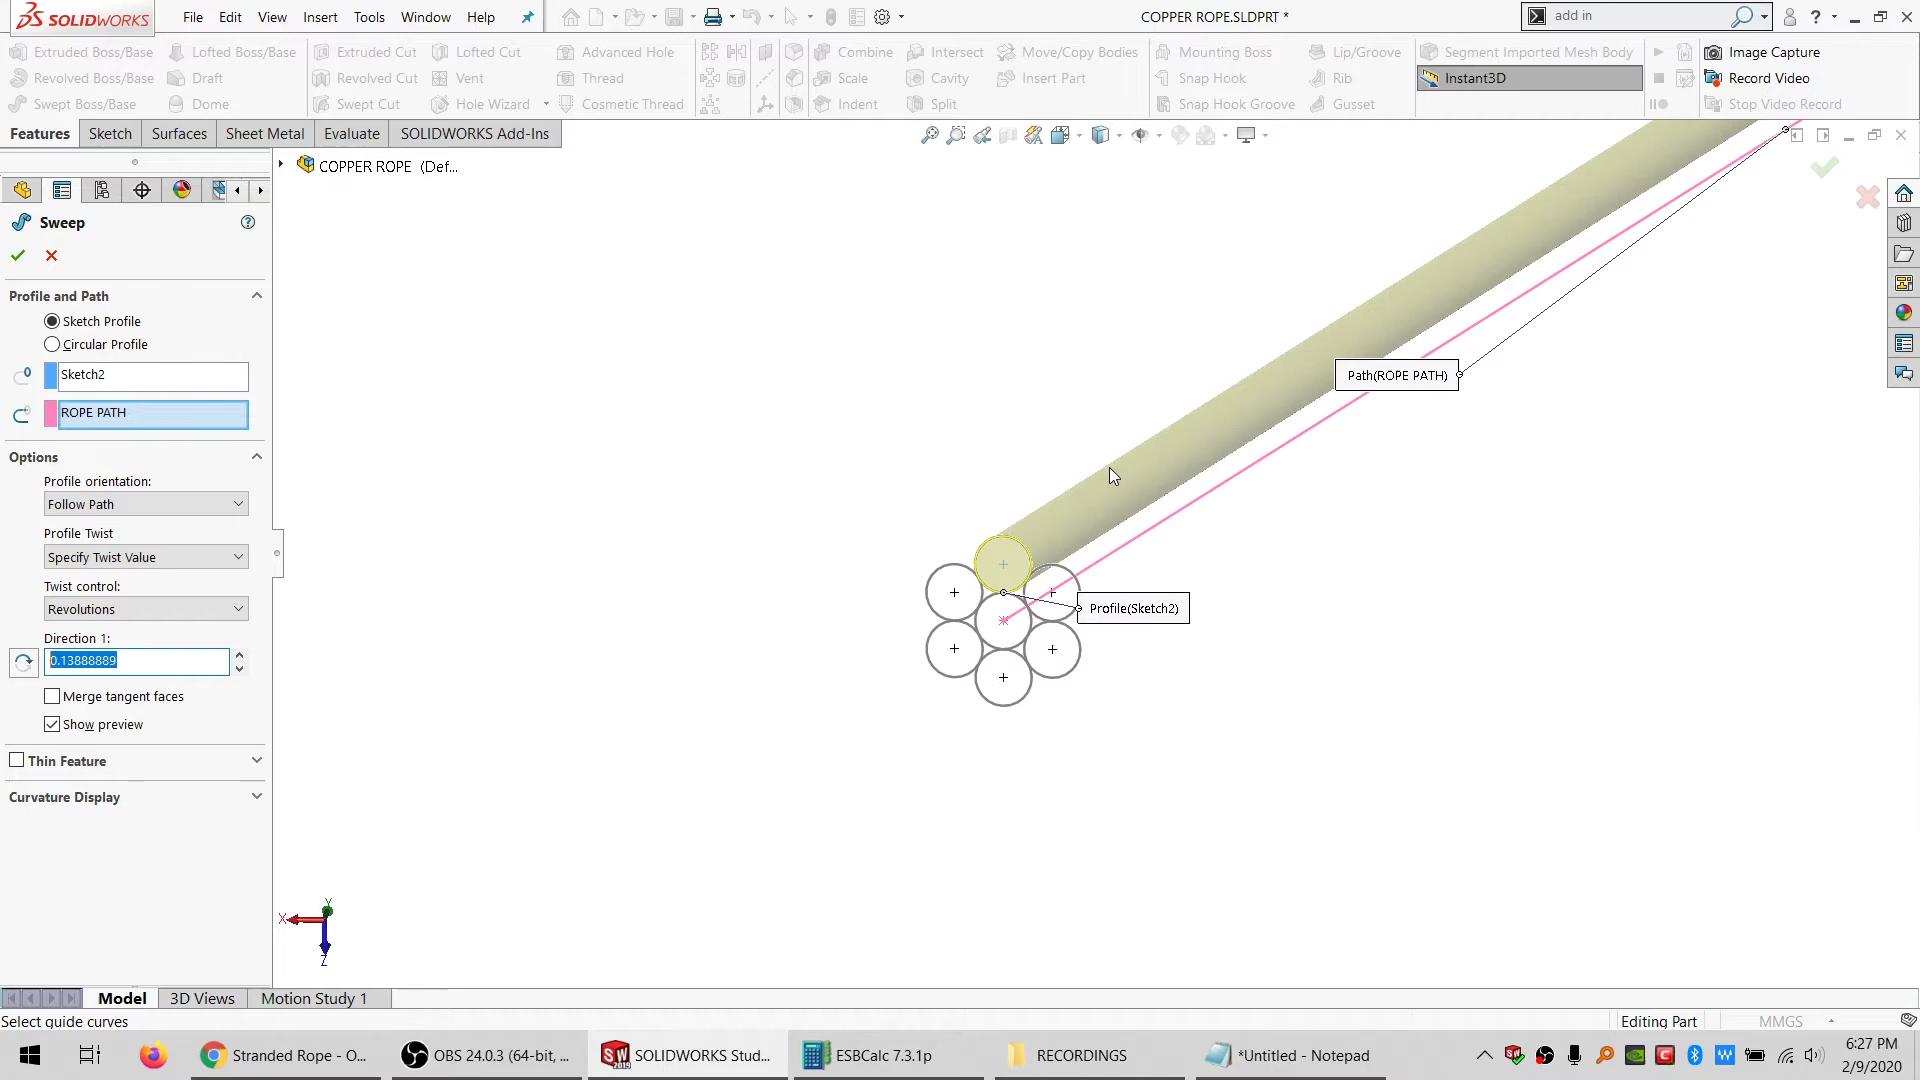 SOLIDWORKS File Edit View Insert Tools Window Help COPPER ROPE.SLDPRT * add in
Extruded Boss/Base Lofted Boss/Base Extruded Cut Lofted Cut Advanced Hole Combine Intersect Move/Copy Bodies Mounting Boss Lip/Groove Segment Imported Mesh Body Image Capture
Revolved Boss/Base Draft Revolved Cut Vent Thread Scale Cavity Insert Part Snap Hook Rib Instant3D Record Video
Swept Boss/Base Dome Swept Cut Hole Wizard Cosmetic Thread Indent Split Snap Hook Groove Gusset Stop Video Record
Features Sketch Surfaces Sheet Metal Evaluate SOLIDWORKS Add-Ins
COPPER ROPE (Def...
Sweep
Profile and Path
Sketch Profile
Circular Profile
Sketch2
Path(ROPE PATH)
ROPE PATH
Options
Profile orientation:
Follow Path
Profile Twist
Specify Twist Value
Twist control:
Revolutions
Profile(Sketch2)
Direction 1:
0.13888889
Merge tangent faces
Show preview
Thin Feature
Curvature Display
Y
X
Z
Model 3D Views Motion Study 1
Select guide curves Editing Part MMGS
Stranded Rope - O... OBS 24.0.3 (64-bit, ... SOLIDWORKS Stud... ESBCalc 7.3.1p RECORDINGS *Untitled - Notepad 6:27 PM
2/9/2020